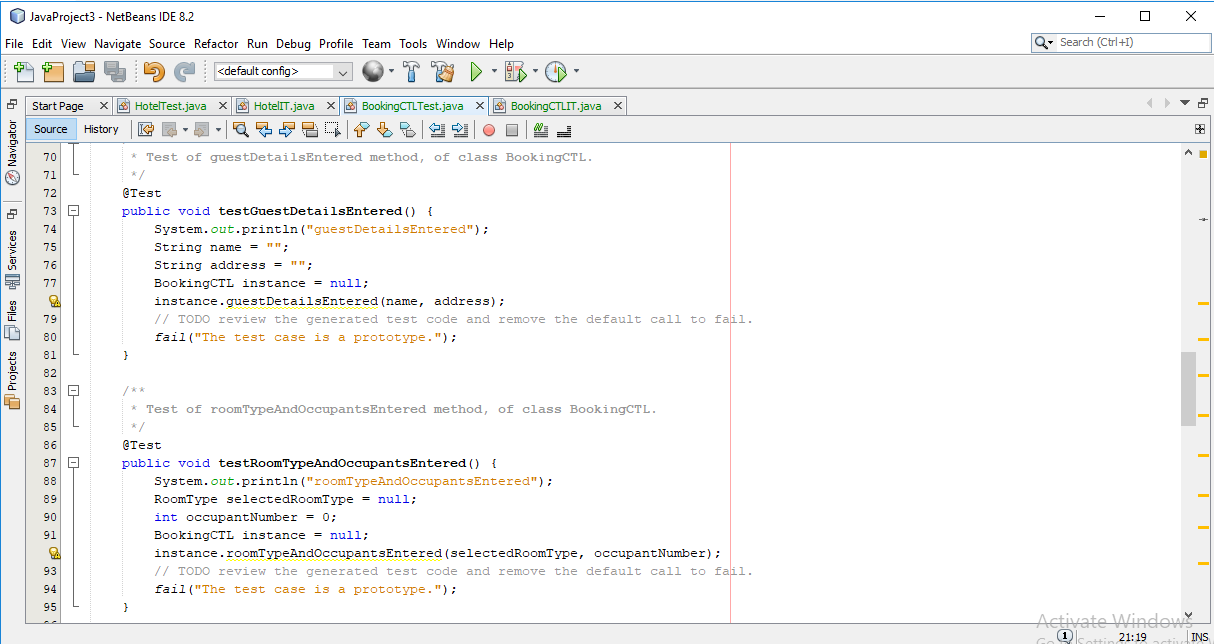 JavaProject3 - NetBeans IDE 8.2
File Edit View Navigate Source Refactor Run Debug Profile Team Tools Window Help
Search (Ctrl+I)
<default config>
Start Page HotelTest.java HotelIT.java BookingCTLTest.java BookingCTLIT.java
Source History
Navigator
Services
Files
Projects
70 * Test of guestDetailsEntered method, of class BookingCTL.
71 */
72 @Test
73 public void testGuestDetailsEntered() {
74 System.out.println("guestDetailsEntered");
75 String name = "";
76 String address = "";
77 BookingCTL instance = null;
instance.guestDetailsEntered(name, address);
79 // TODO review the generated test code and remove the default call to fail.
80 fail("The test case is a prototype.");
81 }
82
83 /**
84 * Test of roomTypeAndOccupantsEntered method, of class BookingCTL.
85 */
86 @Test
87 public void testRoomTypeAndOccupantsEntered() {
88 System.out.println("roomTypeAndOccupantsEntered");
89 RoomType selectedRoomType = null;
90 int occupantNumber = 0;
91 BookingCTL instance = null;
instance.roomTypeAndOccupantsEntered(selectedRoomType, occupantNumber);
93 // TODO review the generated test code and remove the default call to fail.
94 fail("The test case is a prototype.");
95 }
Activate Windows
1 21:19 INS